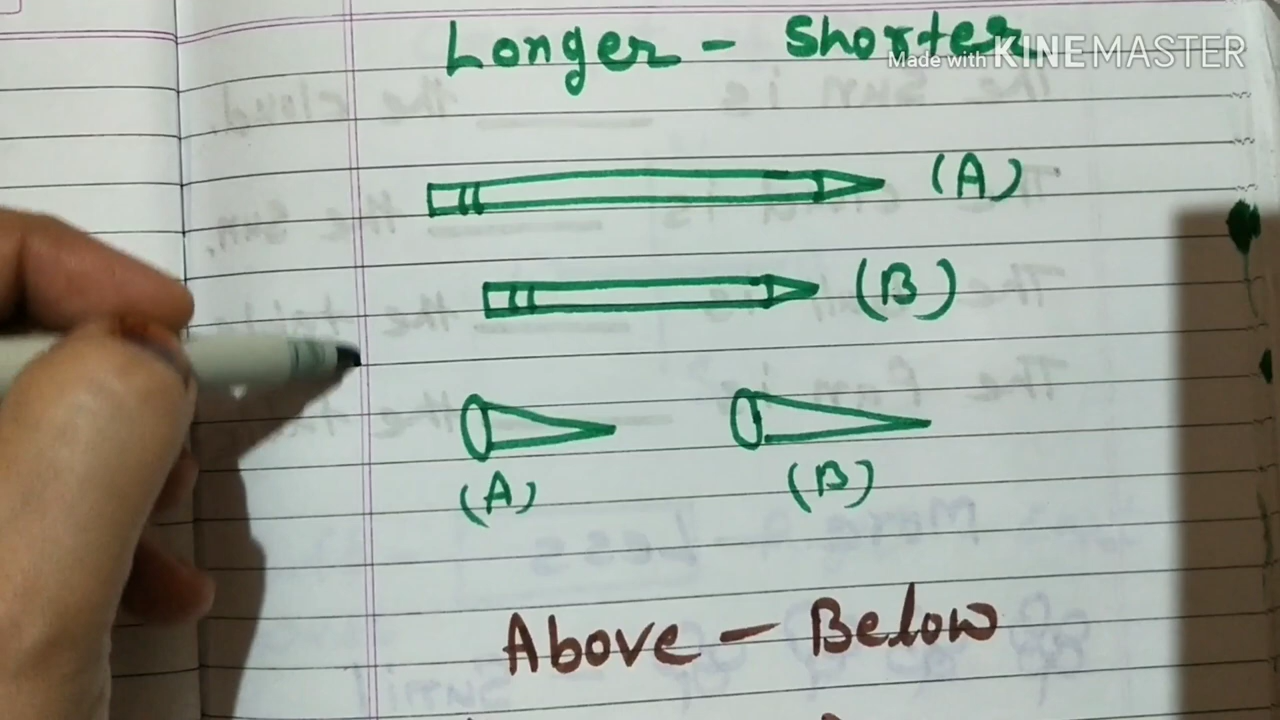 Longer - Shorter
Made with KINEMASTER
(A)
(B)
(A) (B)
Above - Below